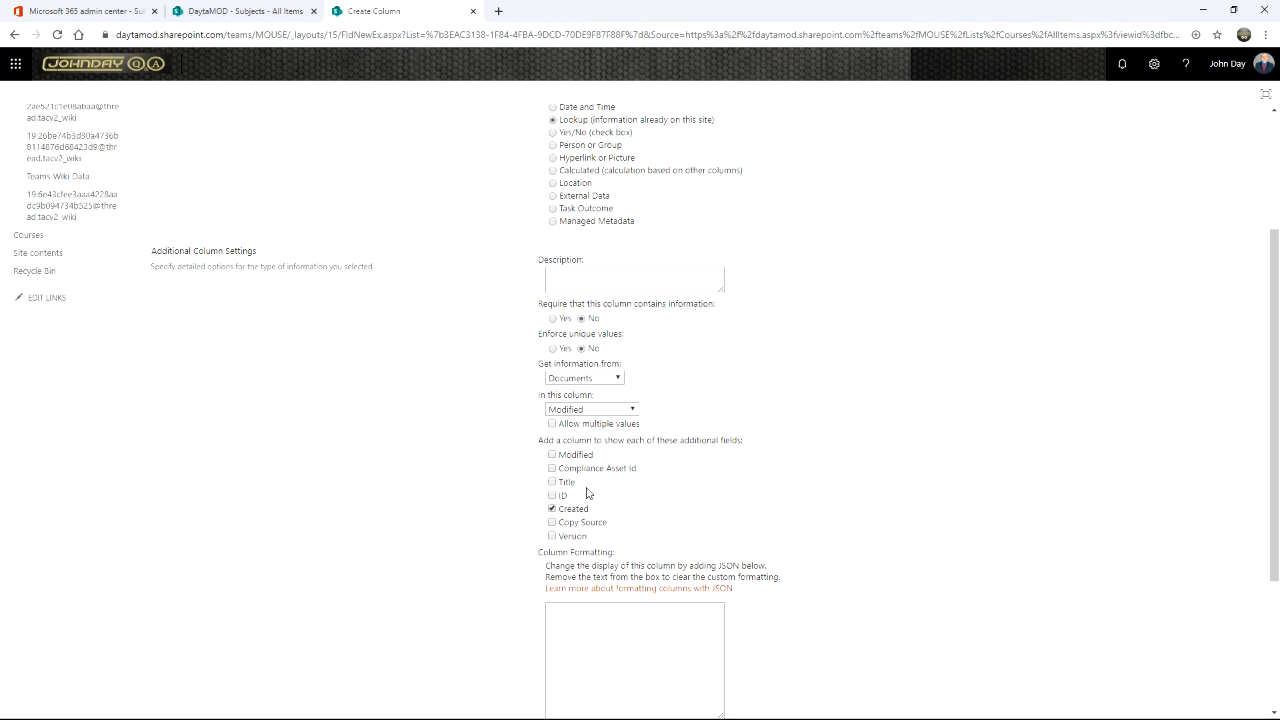 Microsoft 365 admin center - Sul
DaytaMOD - Subjects - All Items
Create Column
daytamod.sharepoint.com/teams/MOUSE/_layouts/15/FldNewEx.aspx?List=%7b3EAC3138-1F84-4FBA-9DCD-70DE9F87F88F%7d&Source=https%3a%2f%2fdaytamod.sharepoint.com%2fteams%2fMOUSE%2fLists%2fCourses%2fAllItems.aspx%3fviewid%3dfbc...
JOHNDAY Q A
John Day
2ae521c1e08abaa@thre
ad.tacv2_wiki
19:26be74b3d30a4736b
8114876d68423d9@thr
ead.tacv2_wiki
Teams Wiki Data
19:6e43cfee3aaa4228aa
dc9b094734b525@thre
ad.tacv2_wiki
Courses
Site contents
Recycle Bin
EDIT LINKS
Date and Time
Lookup (information already on this site)
Yes/No (check box)
Person or Group
Hyperlink or Picture
Calculated (calculation based on other columns)
Location
External Data
Task Outcome
Managed Metadata
Additional Column Settings
Specify detailed options for the type of information you selected.
Description:
Require that this column contains information:
Yes No
Enforce unique values:
Yes No
Get information from:
Documents
In this column:
Modified
Allow multiple values
Add a column to show each of these additional fields:
Modified
Compliance Asset Id
Title
ID
Created
Copy Source
Version
Column Formatting:
Change the display of this column by adding JSON below.
Remove the text from the box to clear the custom formatting.
Learn more about formatting columns with JSON